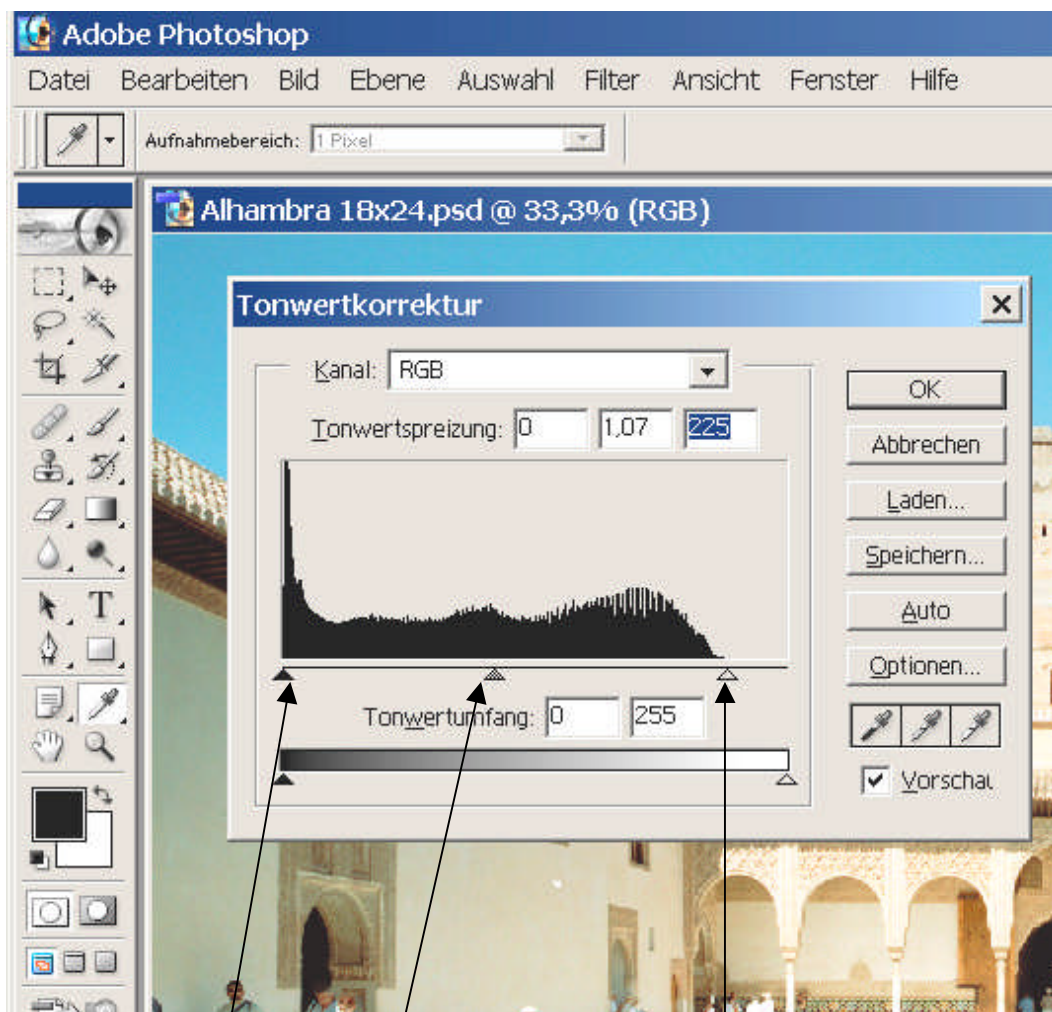 Adobe Photoshop
Datei Bearbeiten Bild Ebene Auswahl Filter Ansicht Fenster Hilfe
Aufnahmebereich: 1 Pixel
Alhambra 18x24.psd @ 33,3% (RGB)
Tonwertkorrektur
Kanal: RGB
OK
Tonwertspreizung: 0 1,07 225
Abbrechen
Laden...
Speichern...
Auto
Optionen...
Tonwertumfang: 0 255
Vorschau
T